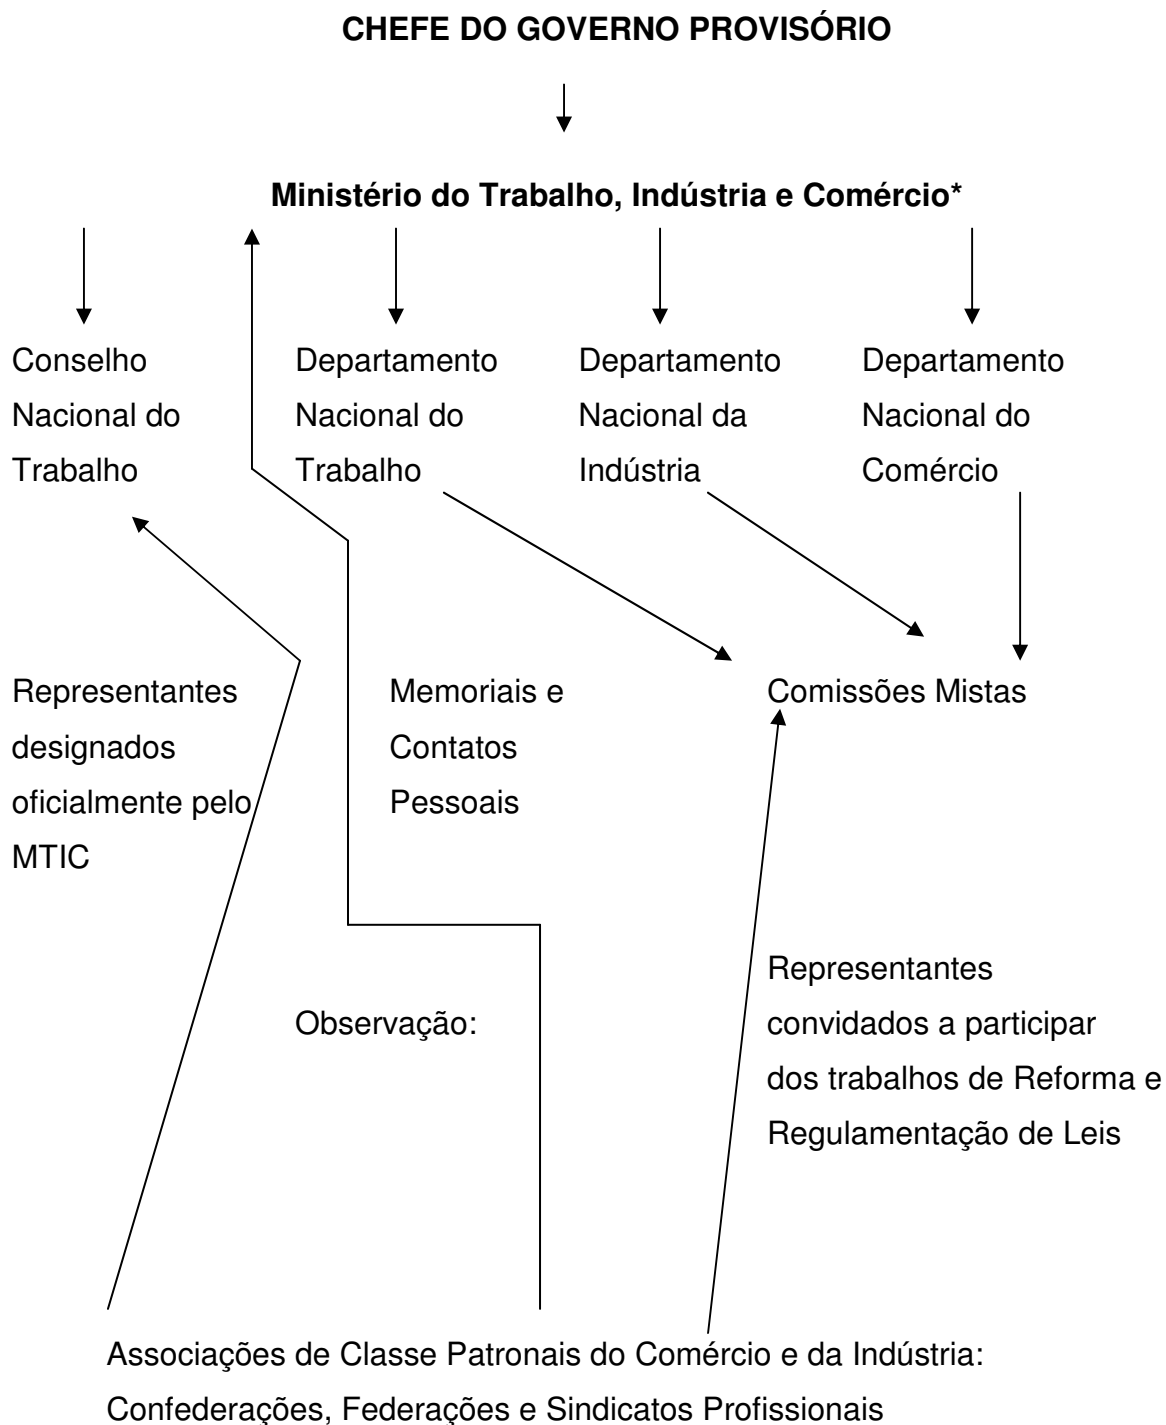 CHEFE DO GOVERNO PROVISÓRIO
Ministério do Trabalho, Indústria e Comércio*
Conselho
Nacional do
Trabalho
Departamento
Nacional do
Trabalho
Departamento
Nacional da
Indústria
Departamento
Nacional do
Comércio
Representantes
designados
oficialmente pelo
MTIC
Memoriais e
Contatos
Pessoais
Comissões Mistas
Observação:
Representantes
convidados a participar
dos trabalhos de Reforma e
Regulamentação de Leis
Associações de Classe Patronais do Comércio e da Indústria:
Confederações, Federações e Sindicatos Profissionais